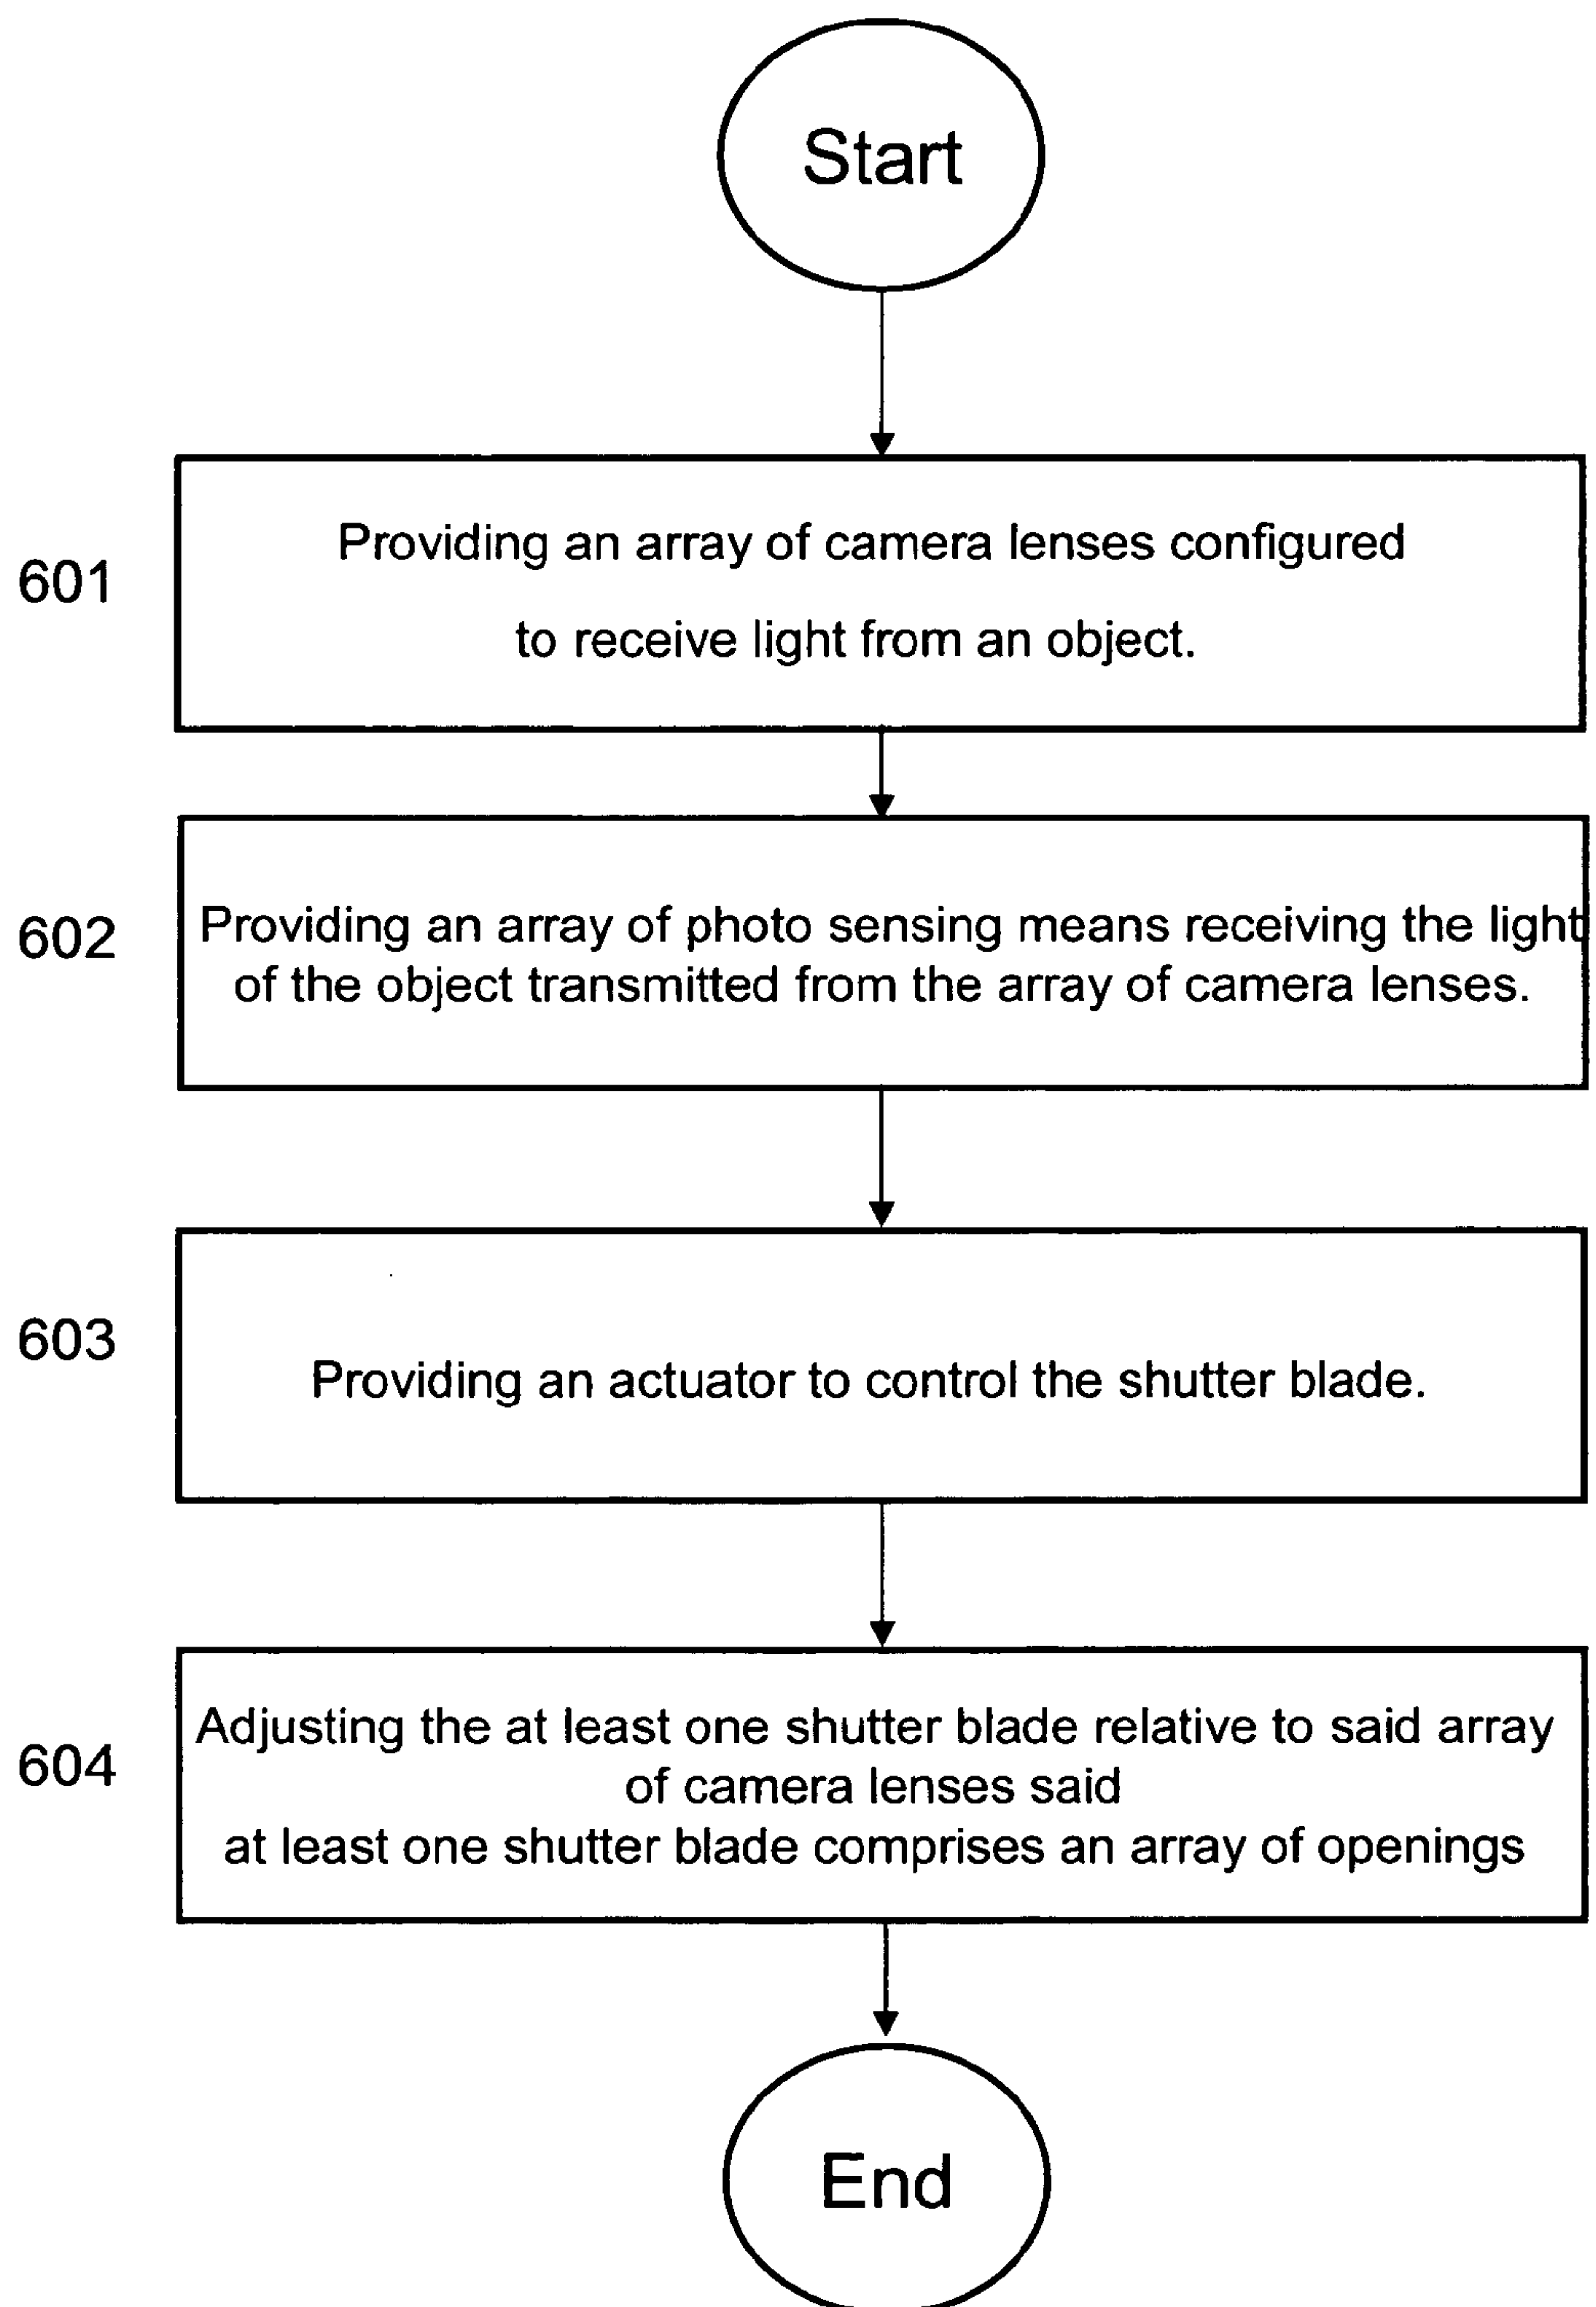 Start
601
Providing an array of camera lenses configured
to receive light from an object.
602
Providing an array of photo sensing means receiving the light
of the object transmitted from the array of camera lenses.
603
Providing an actuator to control the shutter blade.
604
Adjusting the at least one shutter blade relative to said array
of camera lenses said
at least one shutter blade comprises an array of openings
End